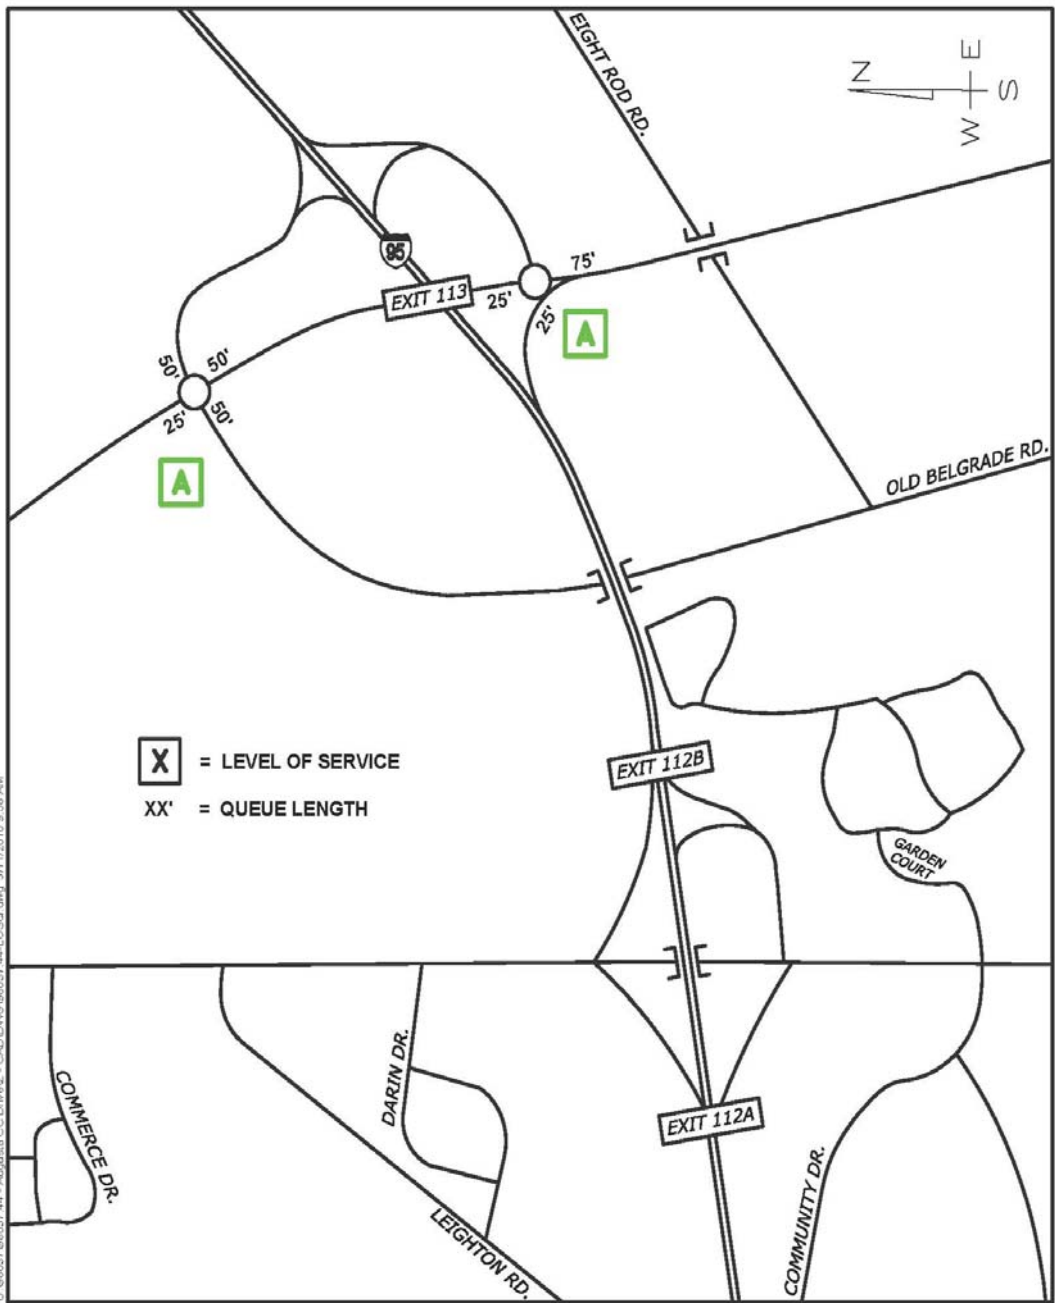 EIGHT ROD RD.
N
E
S
W
95
EXIT 113
75'
25'
25'
A
50'
50'
25'
50'
A
OLD BELGRADE RD.
X = LEVEL OF SERVICE
XX' = QUEUE LENGTH
EXIT 112B
GARDEN
COURT
COMMERCE DR.
DARIN DR.
LEIGHTON RD.
EXIT 112A
COMMUNITY DR.